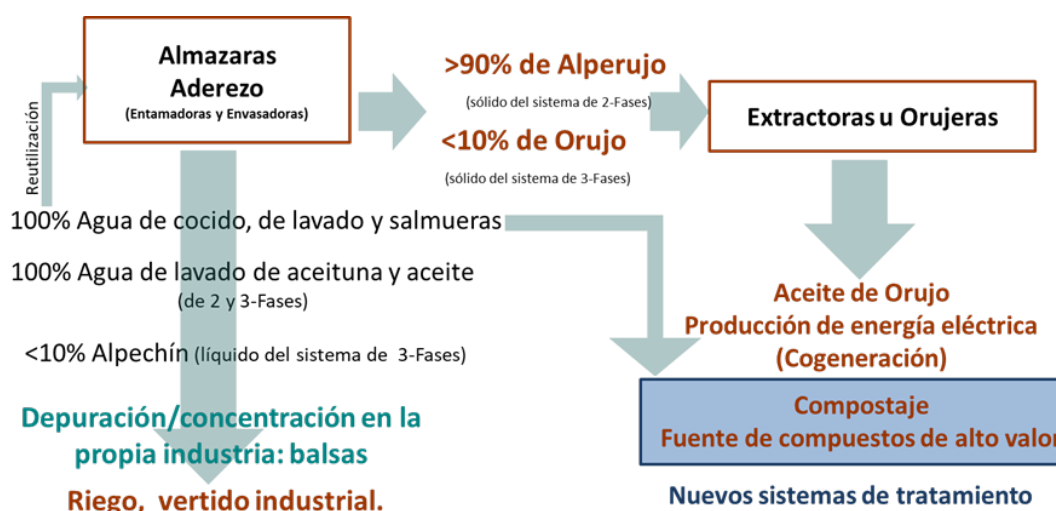 Almazaras
Aderezo
(Entamadoras y Envasadoras)
Reutilización
>90% de Alperujo
(sólido del sistema de 2-Fases)
<10% de Orujo
(sólido del sistema de 3-Fases)
Extractoras u Orujeras
100% Agua de cocido, de lavado y salmueras
100% Agua de lavado de aceituna y aceite
(de 2 y 3-Fases)
<10% Alpechín (líquido del sistema de 3-Fases)
Depuración/concentración en la
propia industria: balsas
Riego, vertido industrial.
Aceite de Orujo
Producción de energía eléctrica
(Cogeneración)
Compostaje
Fuente de compuestos de alto valor
Nuevos sistemas de tratamiento